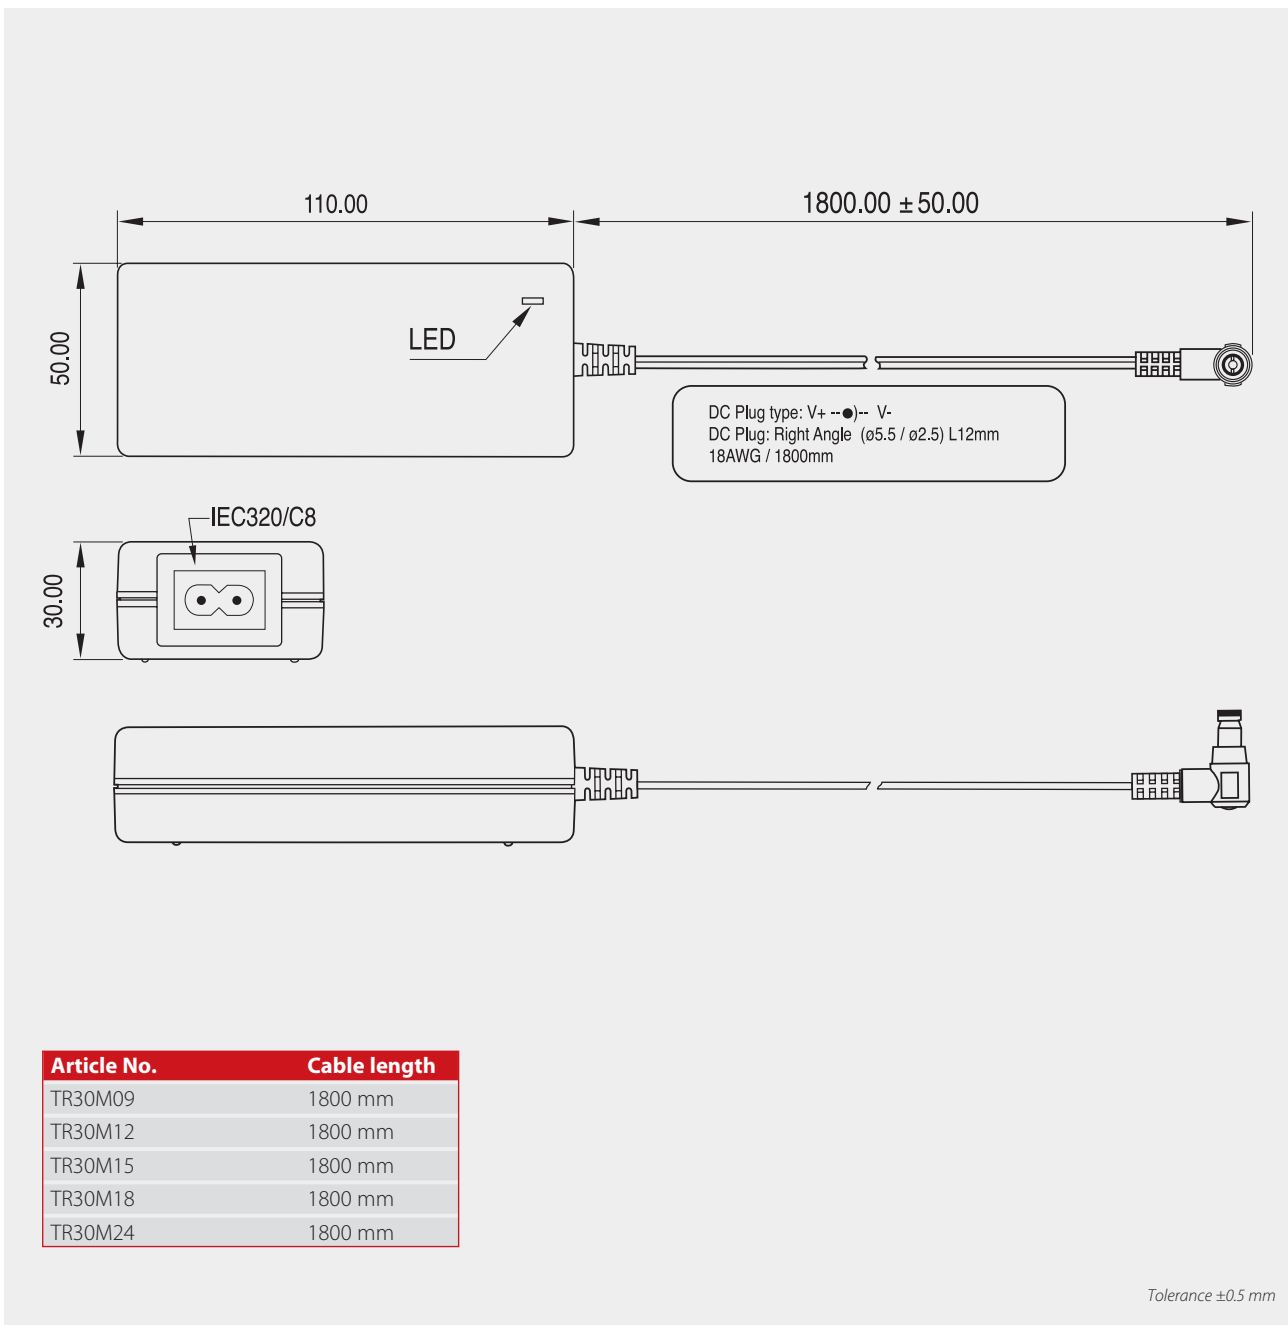 110.00
1800.00 ±50.00
50.00
LED
DC Plug type: V+ --●)-- V-
DC Plug: Right Angle (ø5.5 / ø2.5) L12mm
18AWG / 1800mm
IEC320/C8
30.00
Article No. Cable length
TR30M09 1800 mm
TR30M12 1800 mm
TR30M15 1800 mm
TR30M18 1800 mm
TR30M24 1800 mm
Tolerance ±0.5 mm